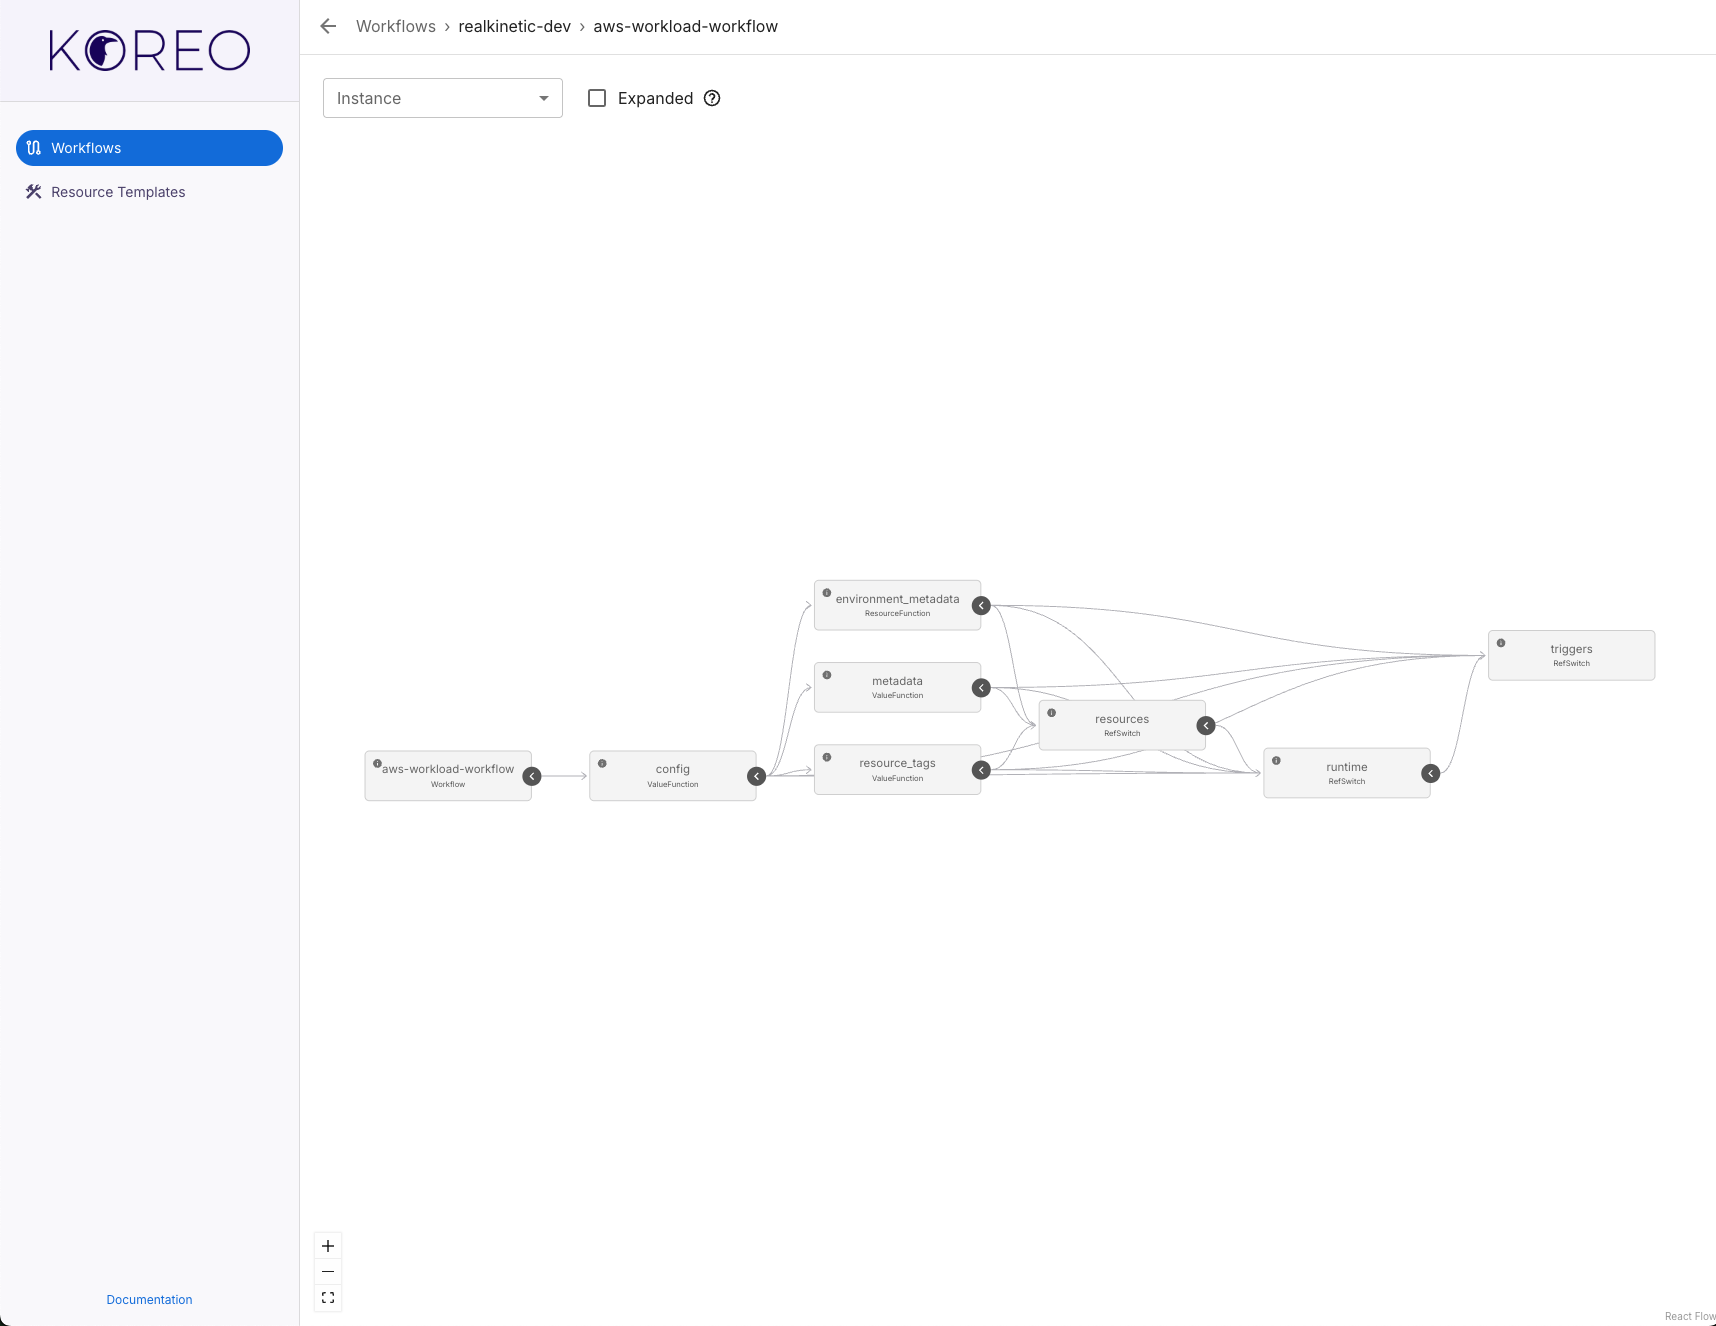 KOREO
Workflows
Resource Templates
Documentation
Workflows › realkinetic-dev › aws-workload-workflow
Instance
Expanded
aws-workload-workflow
Workflow
config
ValueFunction
environment_metadata
ResourceFunction
metadata
ValueFunction
resource_tags
ValueFunction
resources
RefSwitch
runtime
RefSwitch
triggers
RefSwitch
React Flow